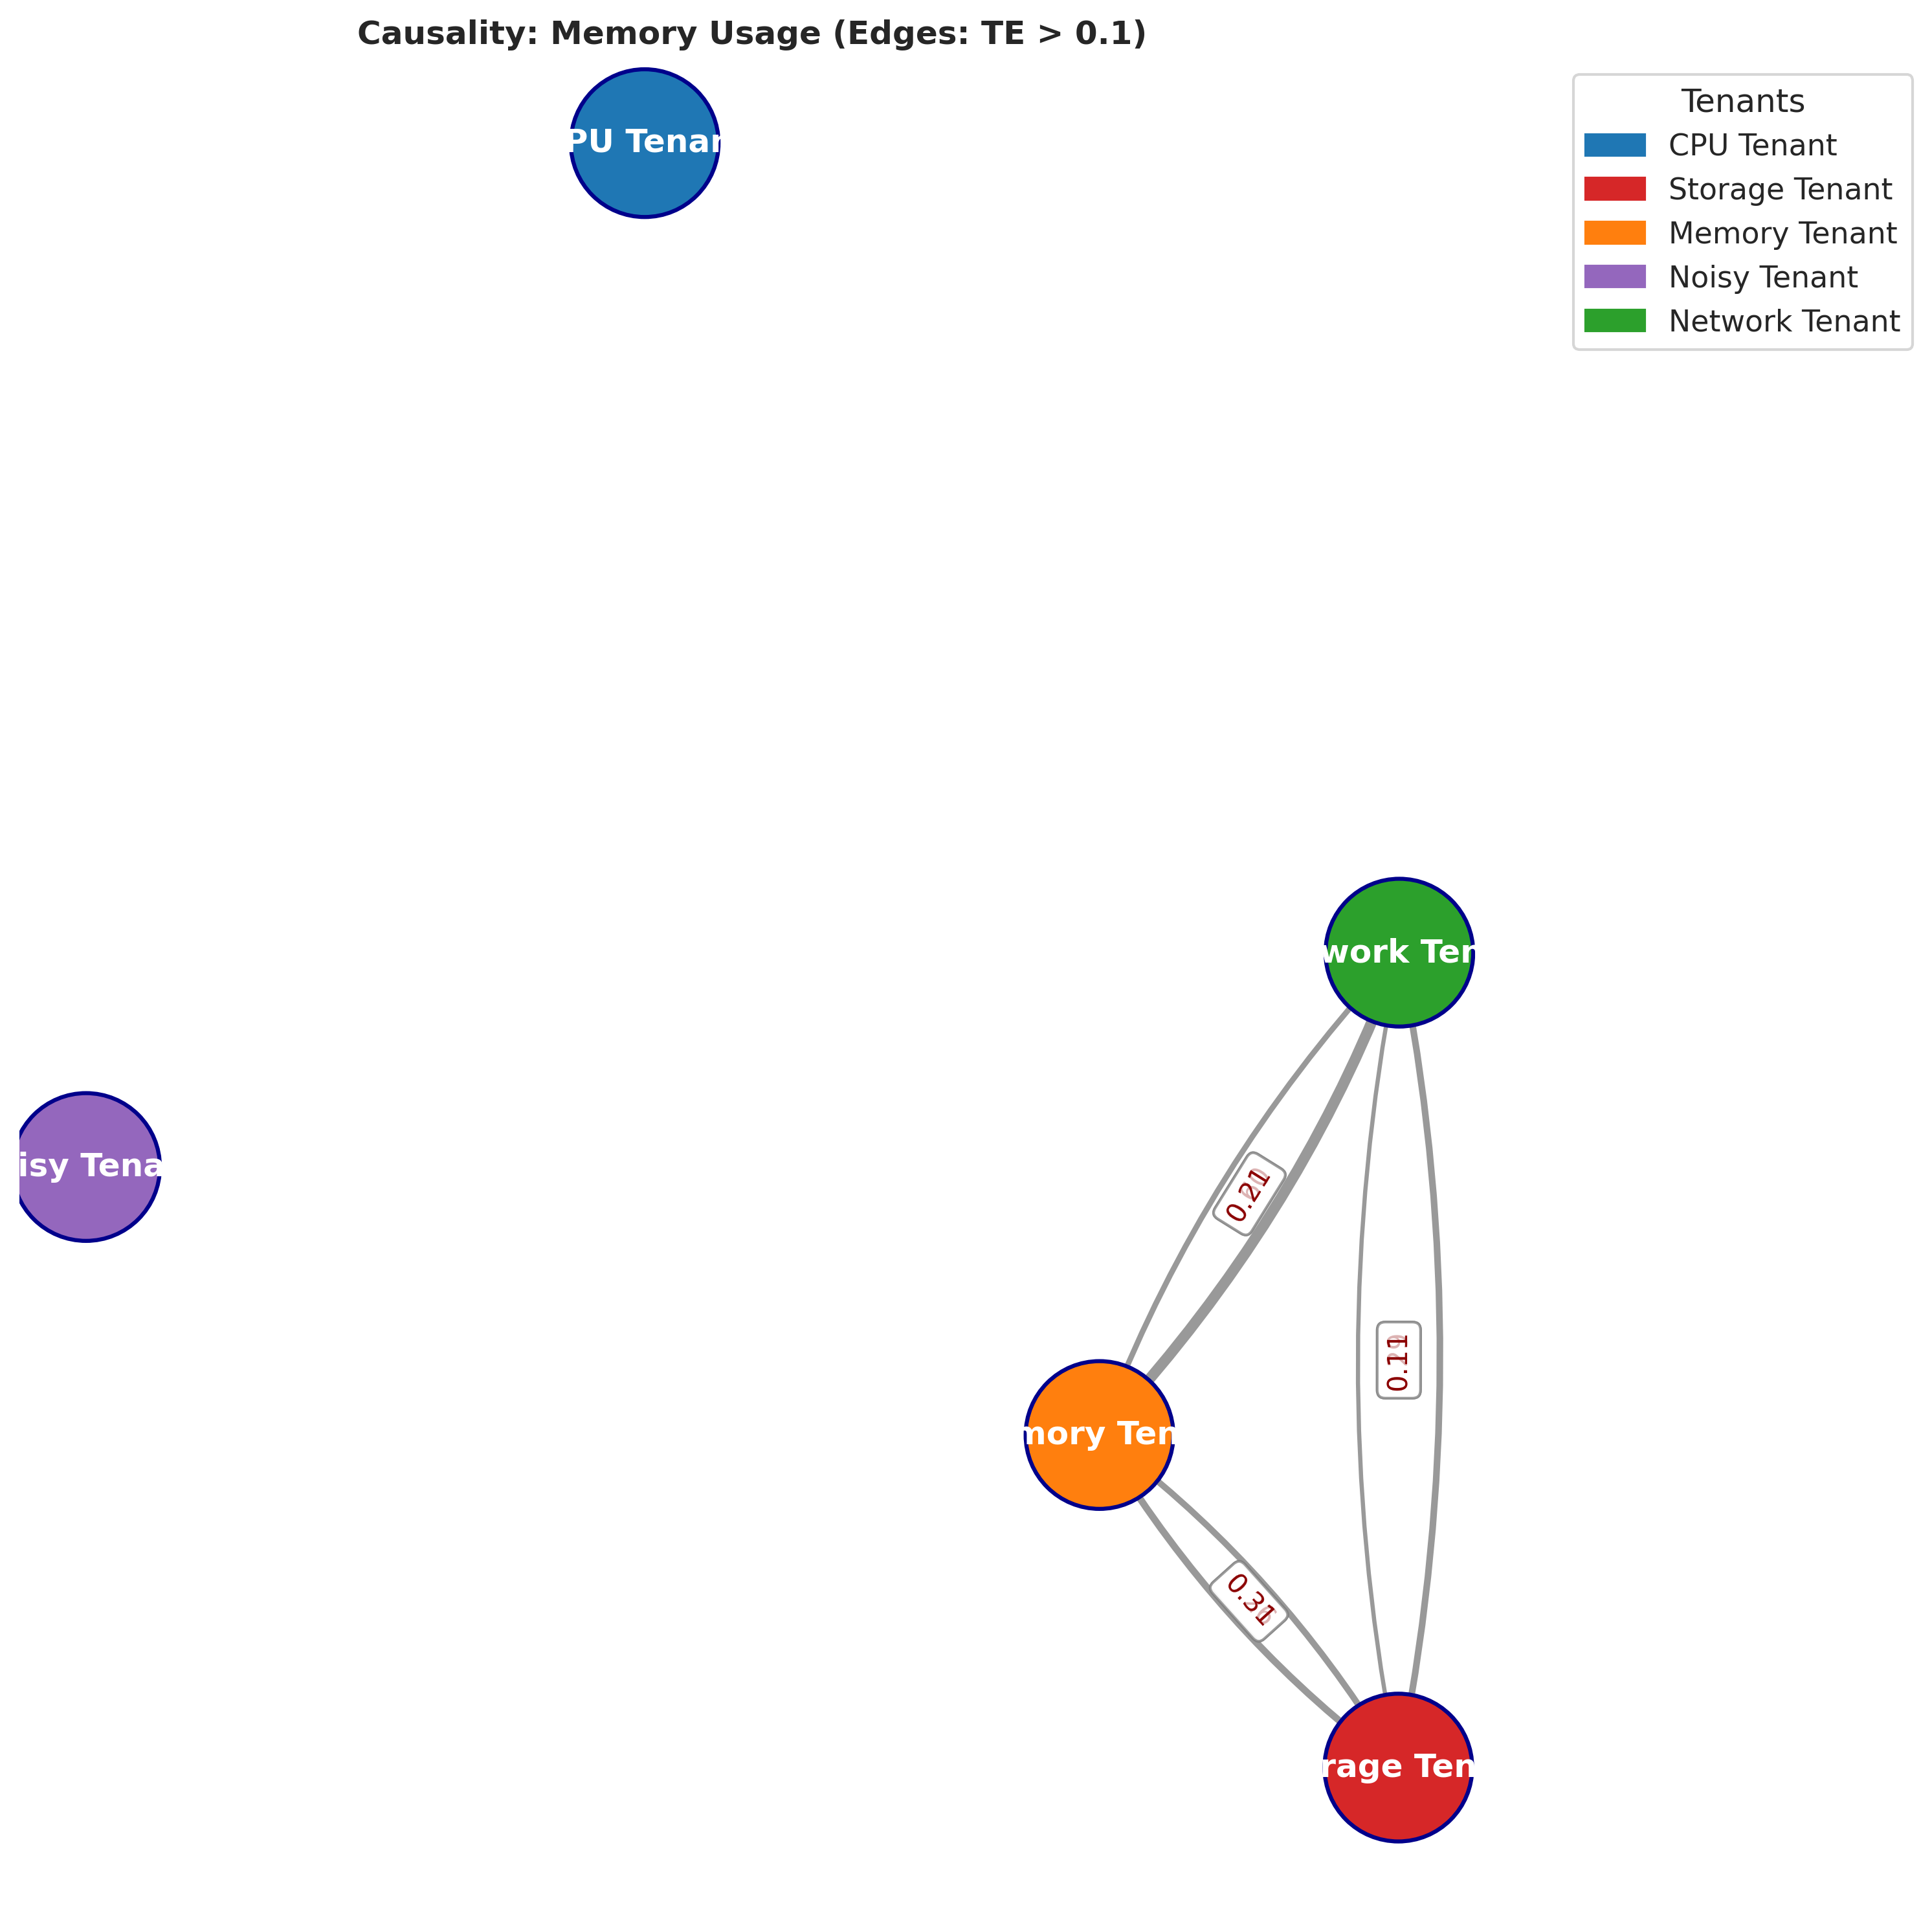 Causality: Memory Usage (Edges: TE > 0.1)
PU Tenan
Tenants
CPU Tenant
Storage Tenant
Memory Tenant
Noisy Tenant
Network Tenant
work Ten
isy Tena
0.21
0.11
mory Ten
0.31
rage Ten